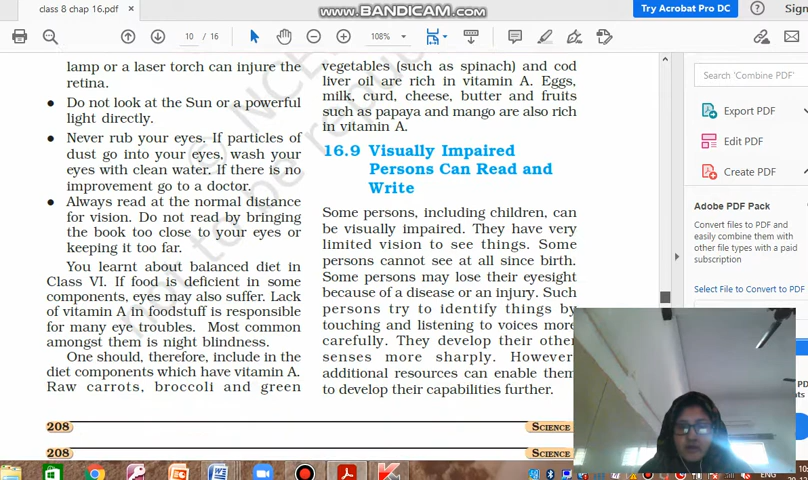 class 8 chap 16.pdf
×
www.BANDICAM.com
Try Acrobat Pro DC
Sign
10 / 16
108%
lamp or a laser torch can injure the
retina.
• Do not look at the Sun or a powerful
light directly.
• Never rub your eyes. If particles of
dust go into your eyes, wash your
eyes with clean water. If there is no
improvement go to a doctor.
• Always read at the normal distance
for vision. Do not read by bringing
the book too close to your eyes or
keeping it too far.
You learnt about balanced diet in
Class VI. If food is deficient in some
components, eyes may also suffer. Lack
of vitamin A in foodstuff is responsible
for many eye troubles. Most common
amongst them is night blindness.
One should, therefore, include in the
diet components which have vitamin A.
Raw carrots, broccoli and green
vegetables (such as spinach) and cod
liver oil are rich in vitamin A. Eggs,
milk, curd, cheese, butter and fruits
such as papaya and mango are also rich
in vitamin A.
16.9 Visually Impaired
Persons Can Read and
Write
Some persons, including children, can
be visually impaired. They have very
limited vision to see things. Some
persons cannot see at all since birth.
Some persons may lose their eyesight
because of a disease or an injury. Such
persons try to identify things by
touching and listening to voices more
carefully. They develop their other
senses more sharply. However
additional resources can enable them
to develop their capabilities further.
208
SCIENCE
208
SCIENCE
Search 'Combine PDF'
Export PDF
Edit PDF
Create PDF
Adobe PDF Pack
Convert files to PDF and
easily combine them with
other file types with a paid
subscription
Select File to Convert to PDF